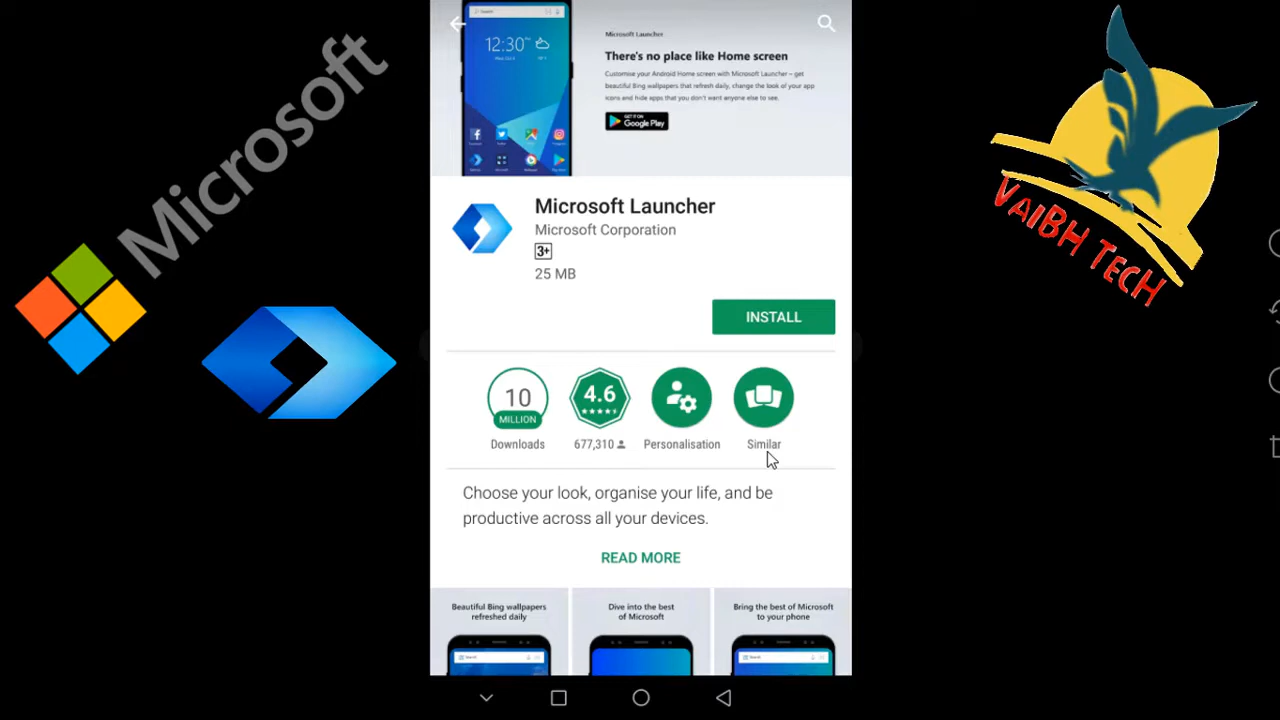 Microsoft
VAIBH TECH
Search
12:30
Microsoft Launcher
There's no place like Home screen
Customise your Android Home screen with Microsoft Launcher – get
beautiful Bing wallpapers that refresh daily, change the look of your app
icons and hide apps that you don't want anyone else to see.
GET IT ON
Google Play
Microsoft Launcher
Microsoft Corporation
3+
25 MB
INSTALL
10
MILLION
Downloads
4.6
677,310
Personalisation
Similar
Choose your look, organise your life, and be
productive across all your devices.
READ MORE
Beautiful Bing wallpapers
refreshed daily
Dive into the best
of Microsoft
Bring the best of Microsoft
to your phone
Search
Search